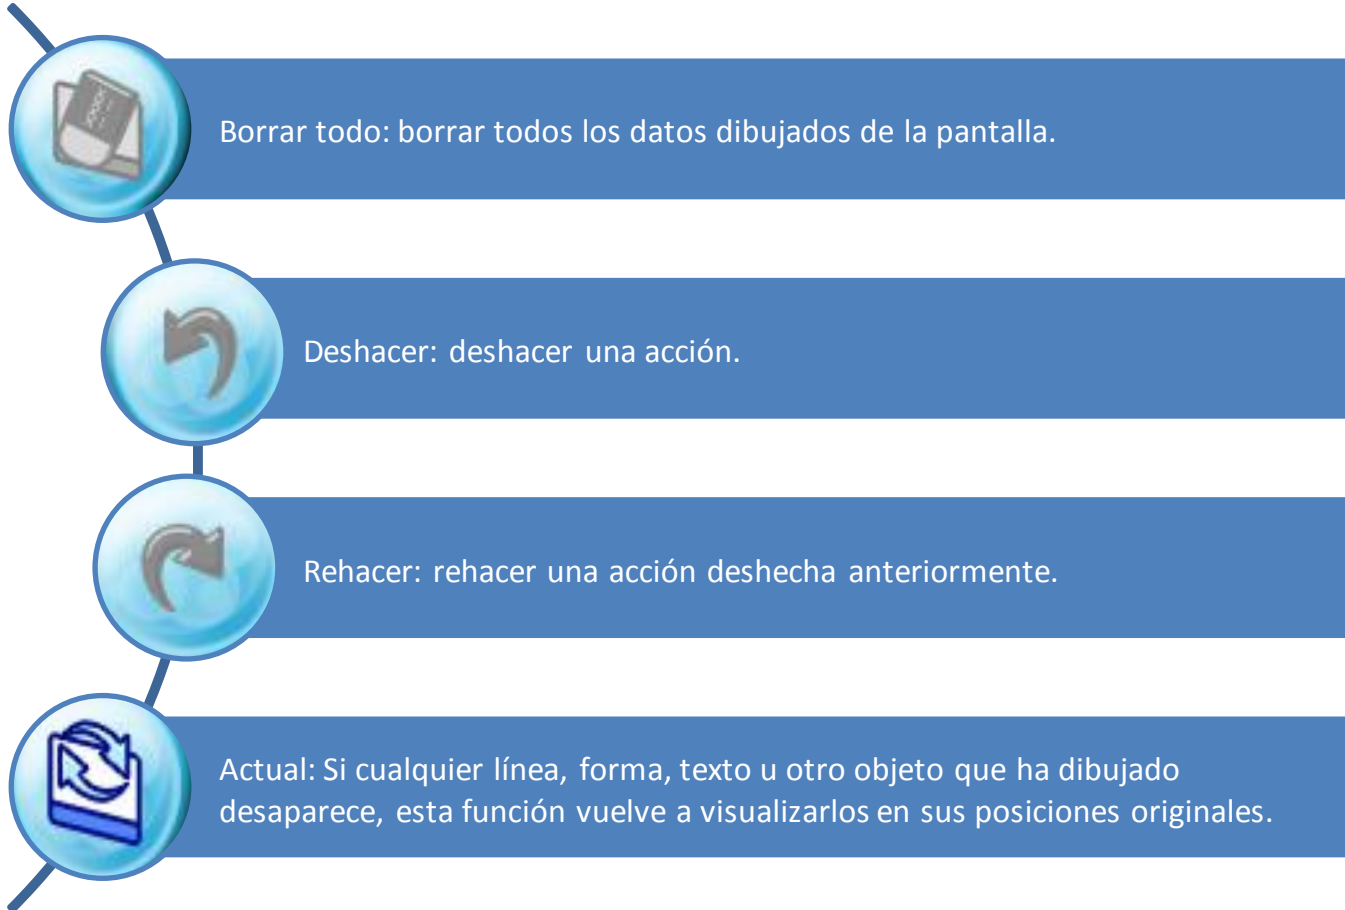 Borrar todo: borrar todos los datos dibujados de la pantalla.
Deshacer: deshacer una acción.
Rehacer: rehacer una acción deshecha anteriormente.
Actual: Si cualquier línea, forma, texto u otro objeto que ha dibujado
desaparece, esta función vuelve a visualizarlos en sus posiciones originales.